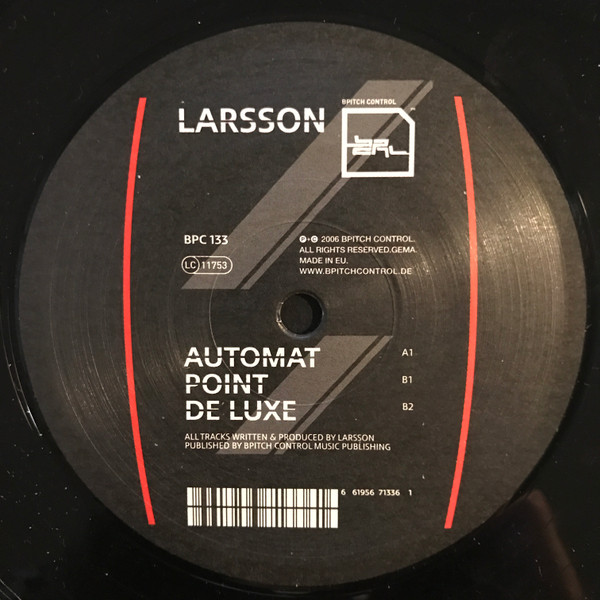 BPITCH CONTROL
LARSSON
BPC 133
LC 11753
℗+© 2006 BPITCH CONTROL.
ALL RIGHTS RESERVED.GEMA.
MADE IN EU.
WWW.BPITCHCONTROL.DE
AUTOMAT A1
POINT B1
DE LUXE B2
ALL TRACKS WRITTEN & PRODUCED BY LARSSON
PUBLISHED BY BPITCH CONTROL MUSIC PUBLISHING
6 61956 71336 1